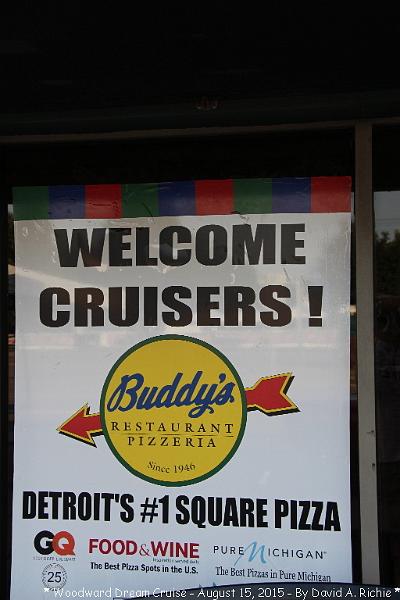 WELCOME
CRUISERS !
Buddy's
RESTAURANT
PIZZERIA
Since 1946
DETROIT'S #1 SQUARE PIZZA
GQ
25
FOOD & WINE
The Best Pizza Spots in the U.S.
PURE MICHIGAN
The Best Pizzas in Pure Michigan
* Woodward Dream Cruise - August 15, 2015 - By David A. Richie *